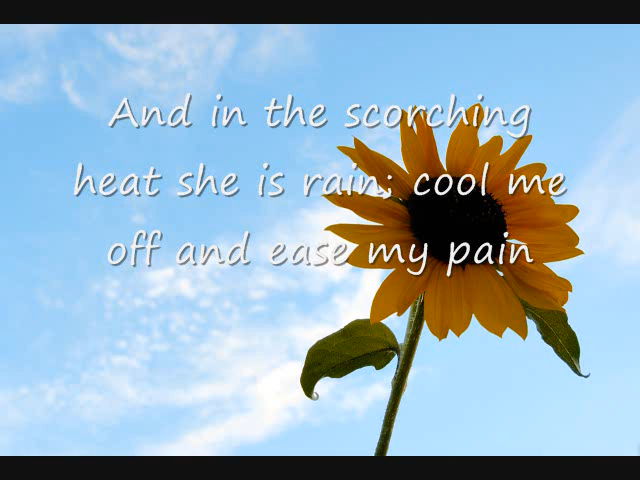 And in the scorching
heat she is rain; cool me
off and ease my pain